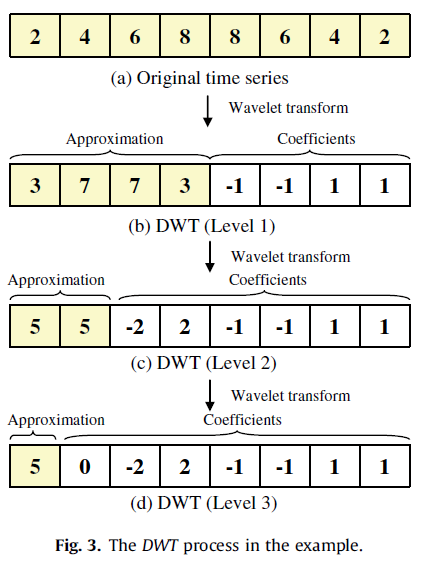 2 4 6 8 8 6 4 2
(a) Original time series
Wavelet transform
Approximation Coefficients
3 7 7 3 -1 -1 1 1
(b) DWT (Level 1)
Wavelet transform
Approximation Coefficients
5 5 -2 2 -1 -1 1 1
(c) DWT (Level 2)
Wavelet transform
Approximation Coefficients
5 0 -2 2 -1 -1 1 1
(d) DWT (Level 3)
Fig. 3. The DWT process in the example.